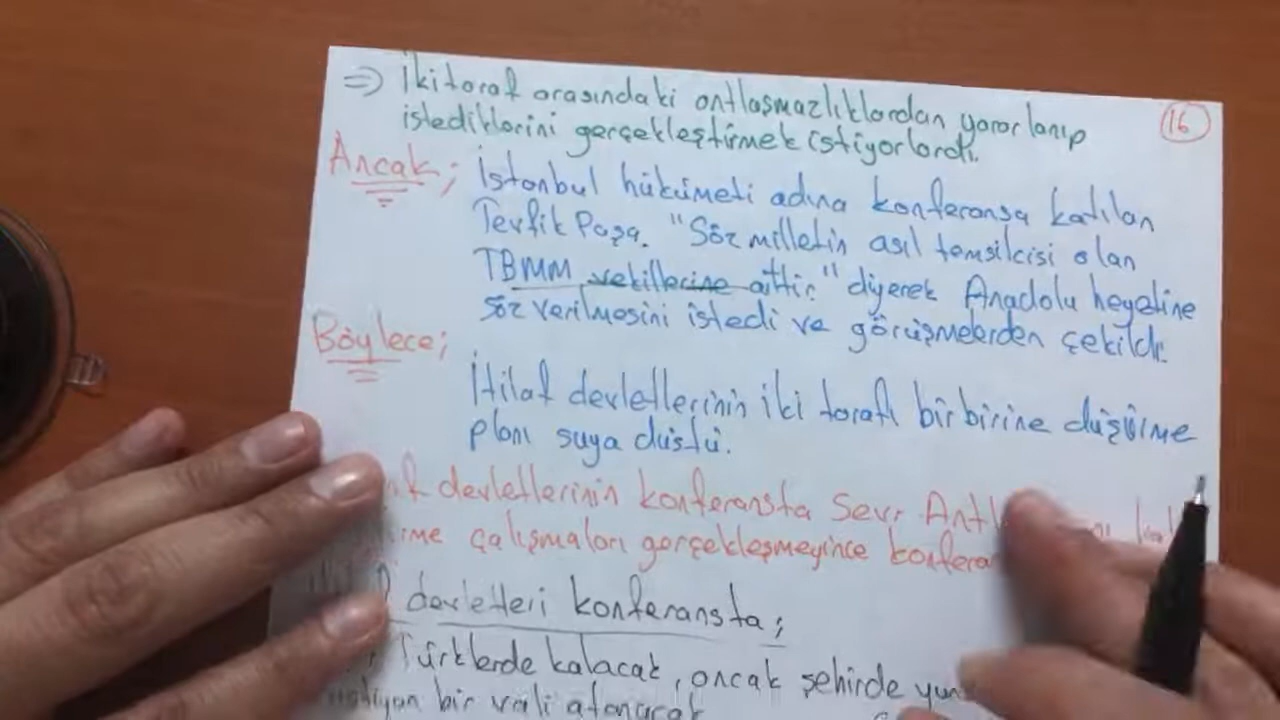 ⇒ İki taraf arasındaki antlaşmazlıklardan yararlanıp
16
istediklerini gerçekleştirmek istiyorlardı.
Ancak; İstanbul hükümeti adına konferansa katılan
Tevfik Paşa. "Söz milletin asıl temsilcisi olan
TBMM vekillerine aittir." diyerek Anadolu heyetine
söz verilmesini istedi ve görüşmelerden çekildi.
Böylece;
İtilaf devletlerinin iki tarafı birbirine düşürme
planı suya düştü.
devletlerinin konferansta Sevr
çalışmaları gerçekleşmeyince
devletleri konferansta;
Türklerde kalacak, ancak şehirde
bir vali atanacak